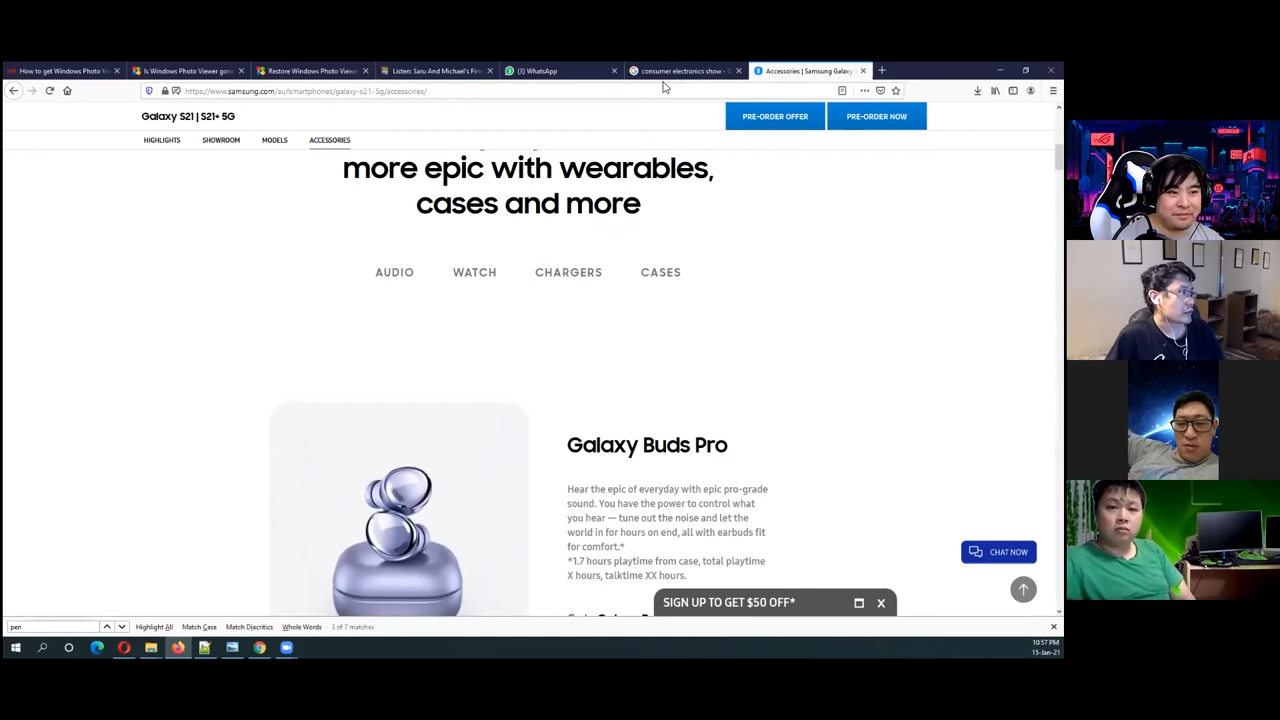 How to get Windows Photo Vi
Is Windows Photo Viewer gon
Restore Windows Photo Viewe
Listen: Saru And Michael's Fin
(3) WhatsApp
consumer electronics show - G
Accessories | Samsung Galaxy
https://www.samsung.com/au/smartphones/galaxy-s21-5g/accessories/
Galaxy S21 | S21+ 5G
PRE-ORDER OFFER
PRE-ORDER NOW
HIGHLIGHTS
SHOWROOM
MODELS
ACCESSORIES
more epic with wearables,
cases and more
AUDIO
WATCH
CHARGERS
CASES
Galaxy Buds Pro
Hear the epic of everyday with epic pro-grade
sound. You have the power to control what
you hear — tune out the noise and let the
world in for hours on end, all with earbuds fit
for comfort.*
*1.7 hours playtime from case, total playtime
X hours, talktime XX hours.
CHAT NOW
SIGN UP TO GET $50 OFF*
X
pen
Highlight All
Match Case
Match Diacritics
Whole Words
3 of 7 matches
10:57 PM
15-Jan-21